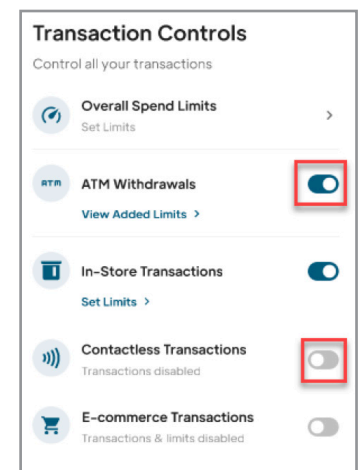 Transaction Controls
Control all your transactions
Overall Spend Limits
Set Limits
ATM
ATM Withdrawals
View Added Limits >
In-Store Transactions
Set Limits >
Contactless Transactions
Transactions disabled
E-commerce Transactions
Transactions & limits disabled